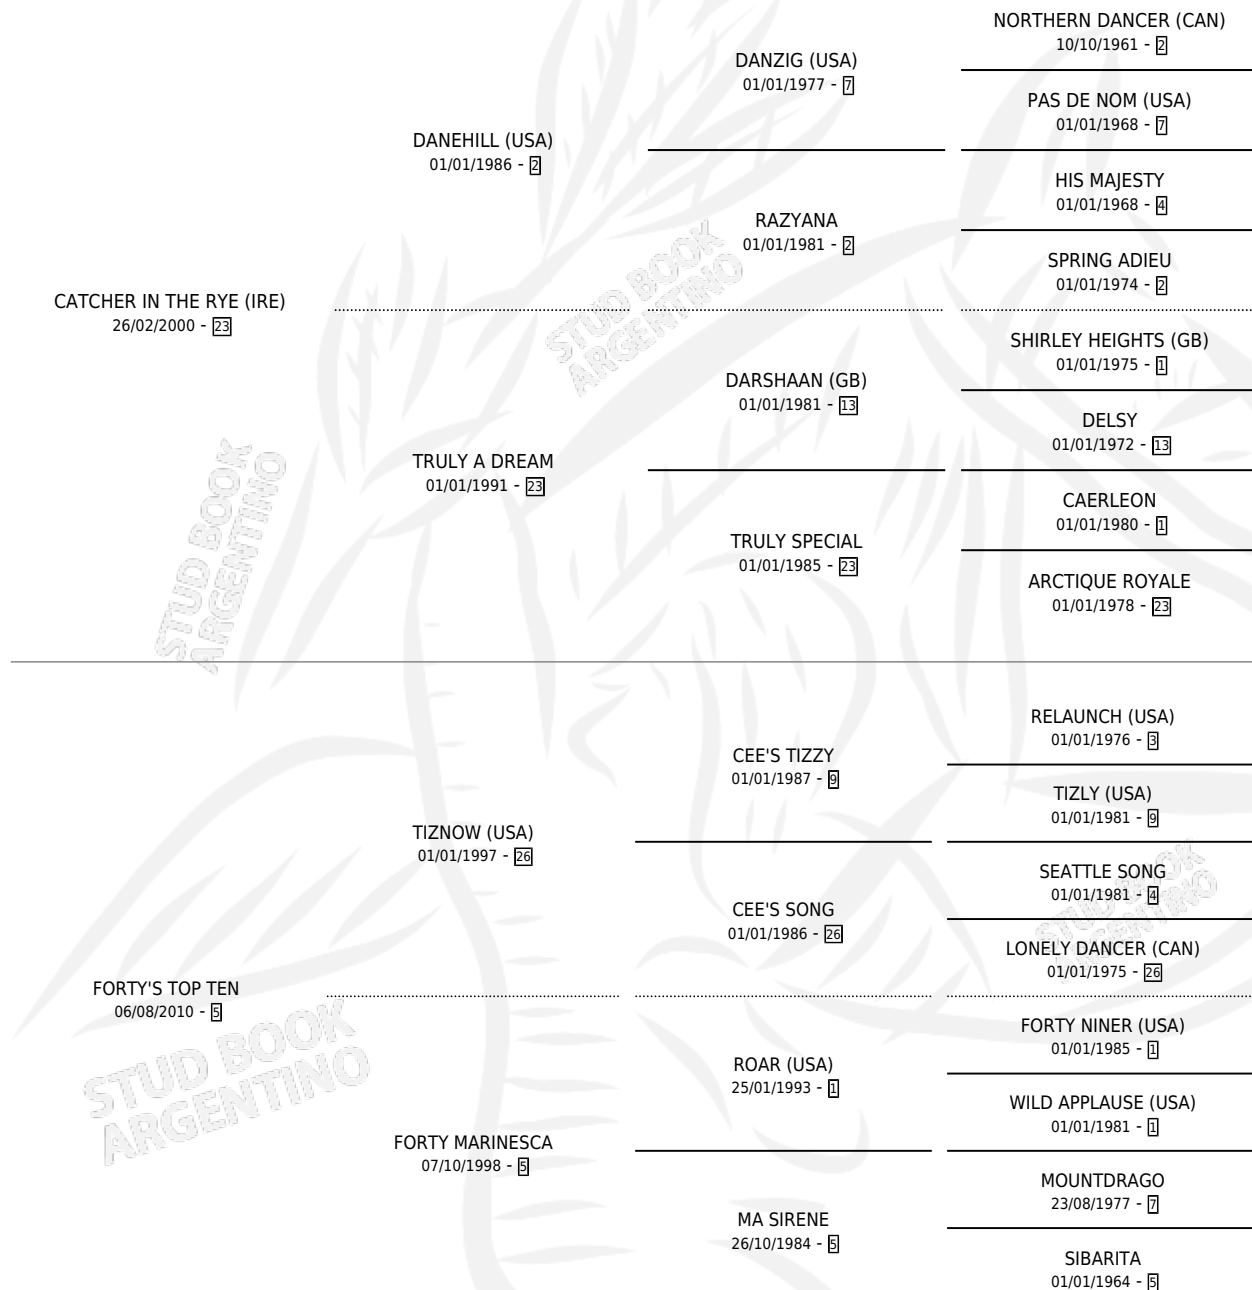 NORTHERN DANCER (CAN)
10/10/1961 - 2
DANZIG (USA)
01/01/1977 - 7
PAS DE NOM (USA)
01/01/1968 - 7
DANEHILL (USA)
01/01/1986 - 2
HIS MAJESTY
01/01/1968 - 4
RAZYANA
01/01/1981 - 2
SPRING ADIEU
01/01/1974 - 2
CATCHER IN THE RYE (IRE)
26/02/2000 - 23
SHIRLEY HEIGHTS (GB)
01/01/1975 - 1
DARSHAAN (GB)
01/01/1981 - 13
DELSY
01/01/1972 - 13
TRULY A DREAM
01/01/1991 - 23
CAERLEON
01/01/1980 - 1
TRULY SPECIAL
01/01/1985 - 23
ARCTIQUE ROYALE
01/01/1978 - 23
RELAUNCH (USA)
01/01/1976 - 3
CEE'S TIZZY
01/01/1987 - 9
TIZLY (USA)
01/01/1981 - 9
TIZNOW (USA)
01/01/1997 - 26
SEATTLE SONG
01/01/1981 - 4
CEE'S SONG
01/01/1986 - 26
LONELY DANCER (CAN)
01/01/1975 - 26
FORTY'S TOP TEN
06/08/2010 - 5
FORTY NINER (USA)
01/01/1985 - 1
ROAR (USA)
25/01/1993 - 1
WILD APPLAUSE (USA)
01/01/1981 - 1
FORTY MARINESCA
07/10/1998 - 5
MOUNTDRAGO
23/08/1977 - 7
MA SIRENE
26/10/1984 - 5
SIBARITA
01/01/1964 - 5
STUD BOOK
ARGENTINO
STUD BOOK
ARGENTINO
STUD BOOK
ARGENTINO
STUD BOOK
ARGENTINO